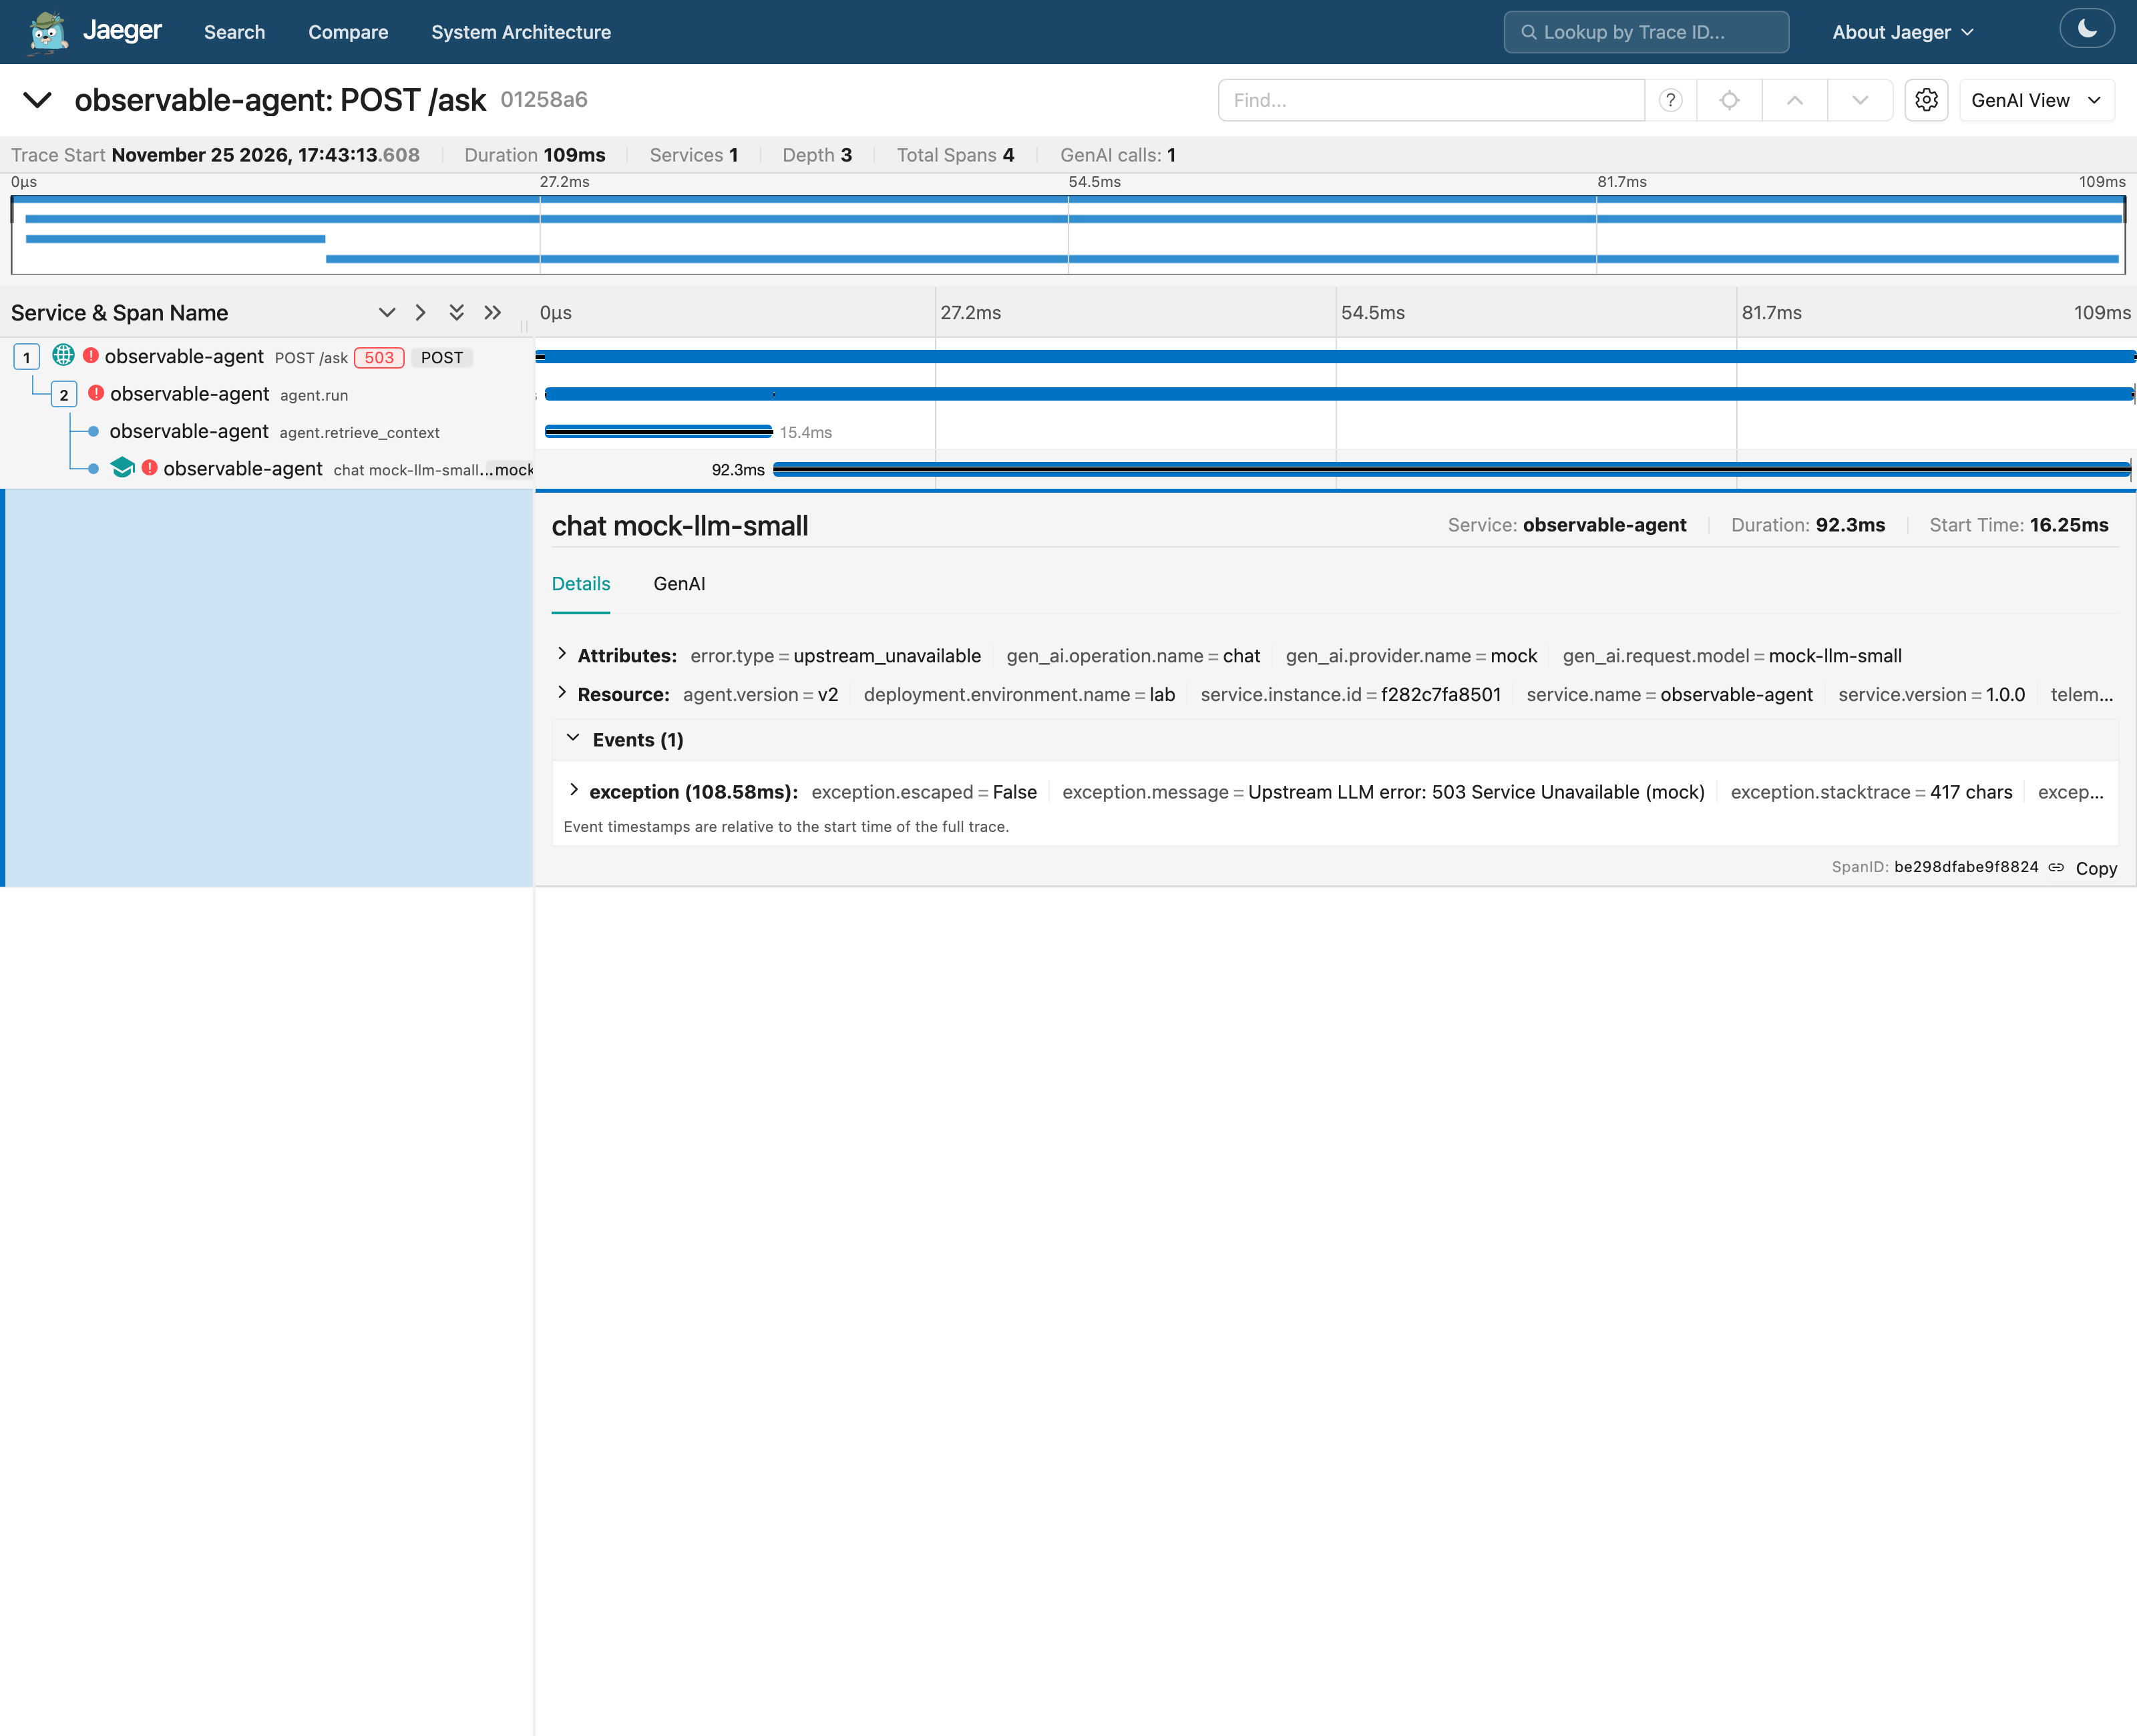 Jaeger Search Compare System Architecture Lookup by Trace ID... About Jaeger
observable-agent: POST /ask 01258a6 Find... ? GenAI View
Trace Start November 25 2026, 17:43:13.608 Duration 109ms Services 1 Depth 3 Total Spans 4 GenAI calls: 1
0μs 27.2ms 54.5ms 81.7ms 109ms
Service & Span Name 0μs 27.2ms 54.5ms 81.7ms 109ms
1 observable-agent POST /ask 503 POST
2 observable-agent agent.run
observable-agent agent.retrieve_context 15.4ms
observable-agent chat mock-llm-small... mock 92.3ms
chat mock-llm-small Service: observable-agent Duration: 92.3ms Start Time: 16.25ms
Details GenAI
Attributes: error.type = upstream_unavailable gen_ai.operation.name = chat gen_ai.provider.name = mock gen_ai.request.model = mock-llm-small
Resource: agent.version = v2 deployment.environment.name = lab service.instance.id = f282c7fa8501 service.name = observable-agent service.version = 1.0.0 telem...
Events (1)
exception (108.58ms): exception.escaped = False exception.message = Upstream LLM error: 503 Service Unavailable (mock) exception.stacktrace = 417 chars excep...
Event timestamps are relative to the start time of the full trace.
SpanID: be298dfabe9f8824 Copy